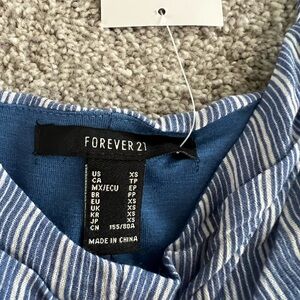 FOREVER 21
US XS
CA TP
MX/ECU EP
BR PP
EU XS
UK XS
KR XS
JP XS
CN 155/80A
MADE IN CHINA